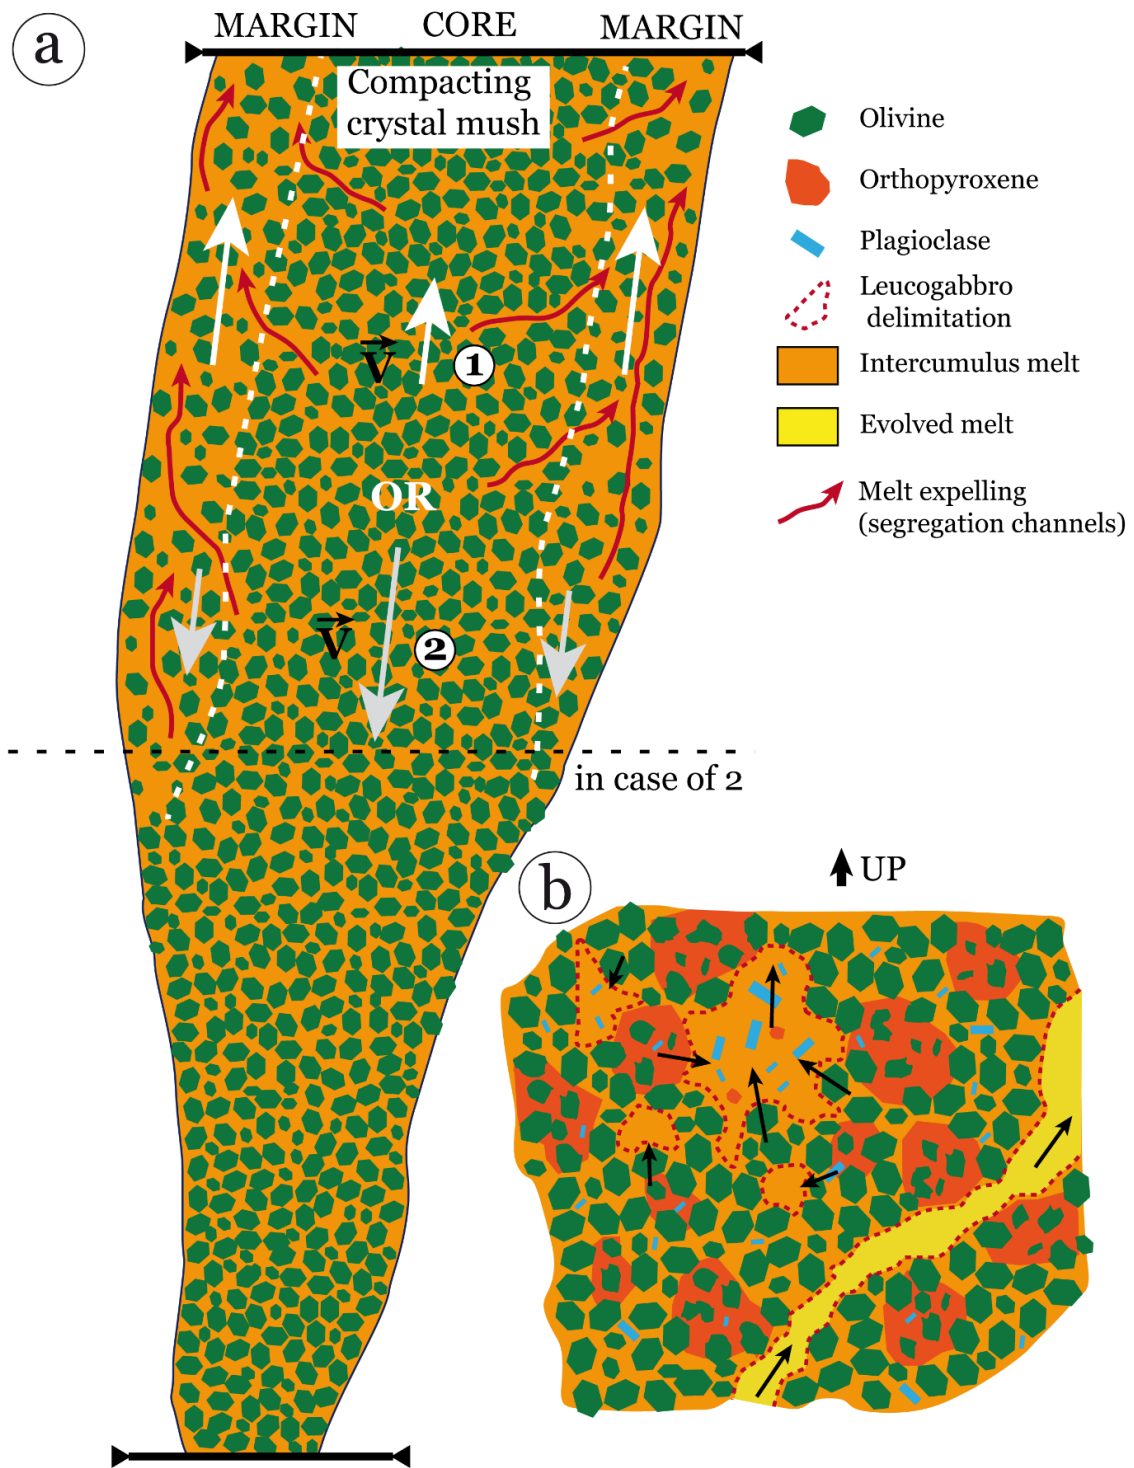 a
MARGIN CORE MARGIN
Compacting
crystal mush
V
1
OR
V
2
in case of 2
Olivine
Orthopyroxene
Plagioclase
Leucogabbro
delimitation
Intercumulus melt
Evolved melt
Melt expelling
(segregation channels)
b
UP